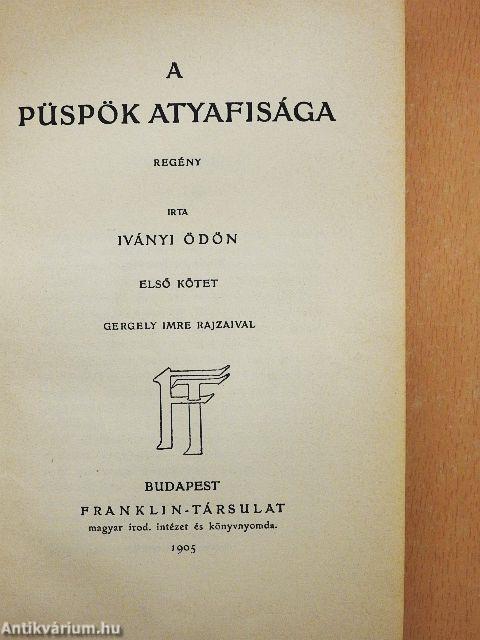 A
PÜSPÖK ATYAFISÁGA
REGÉNY
IRTA
IVÁNYI ÖDÖN
ELSŐ KÖTET
GERGELY IMRE RAJZAIVAL
FT
BUDAPEST
FRANKLIN-TÁRSULAT
magyar irod. intézet és könyvnyomda.
1905
Antikvárium.hu